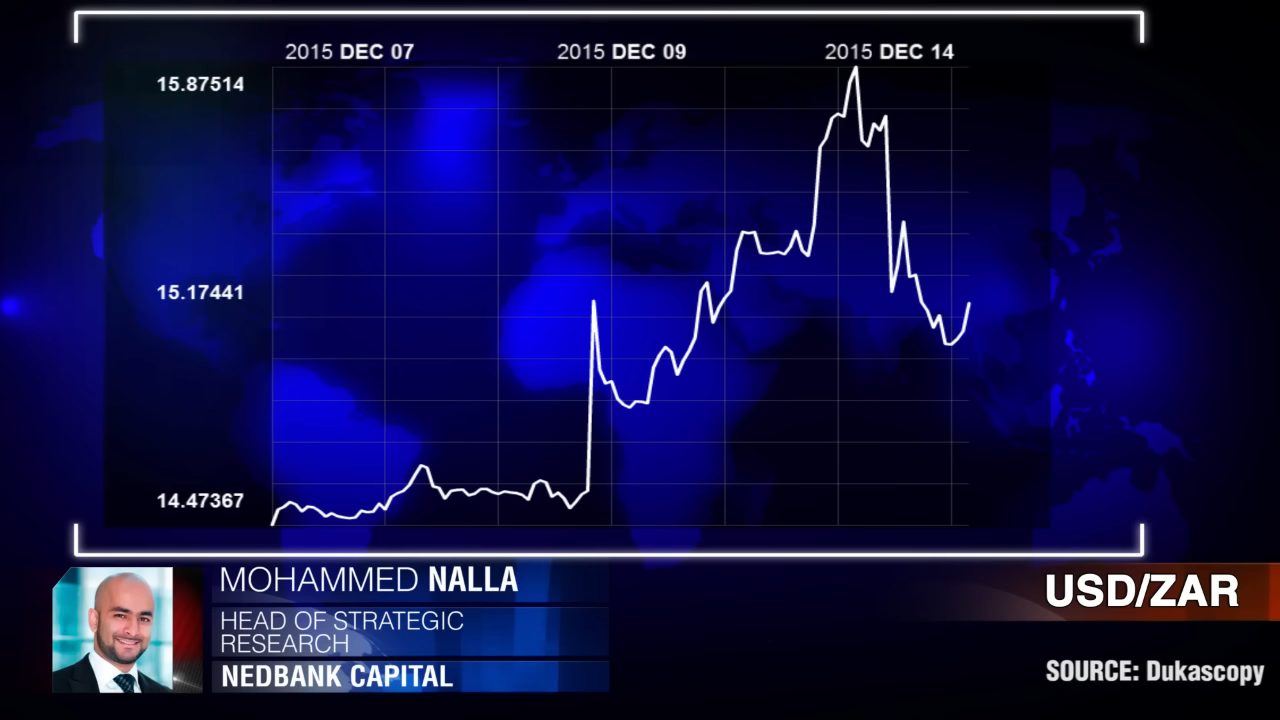 2015 DEC 07
2015 DEC 09
2015 DEC 14
15.87514
15.17441
14.47367
MOHAMMED NALLA
HEAD OF STRATEGIC
RESEARCH
NEDBANK CAPITAL
USD/ZAR
SOURCE: Dukascopy